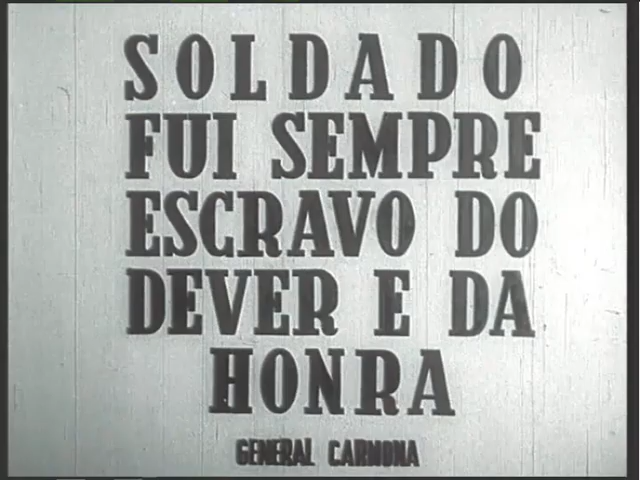 SOLDADO
FUI SEMPRE
ESCRAVO DO
DEVER E DA
HONRA
GENERAL CARMONA